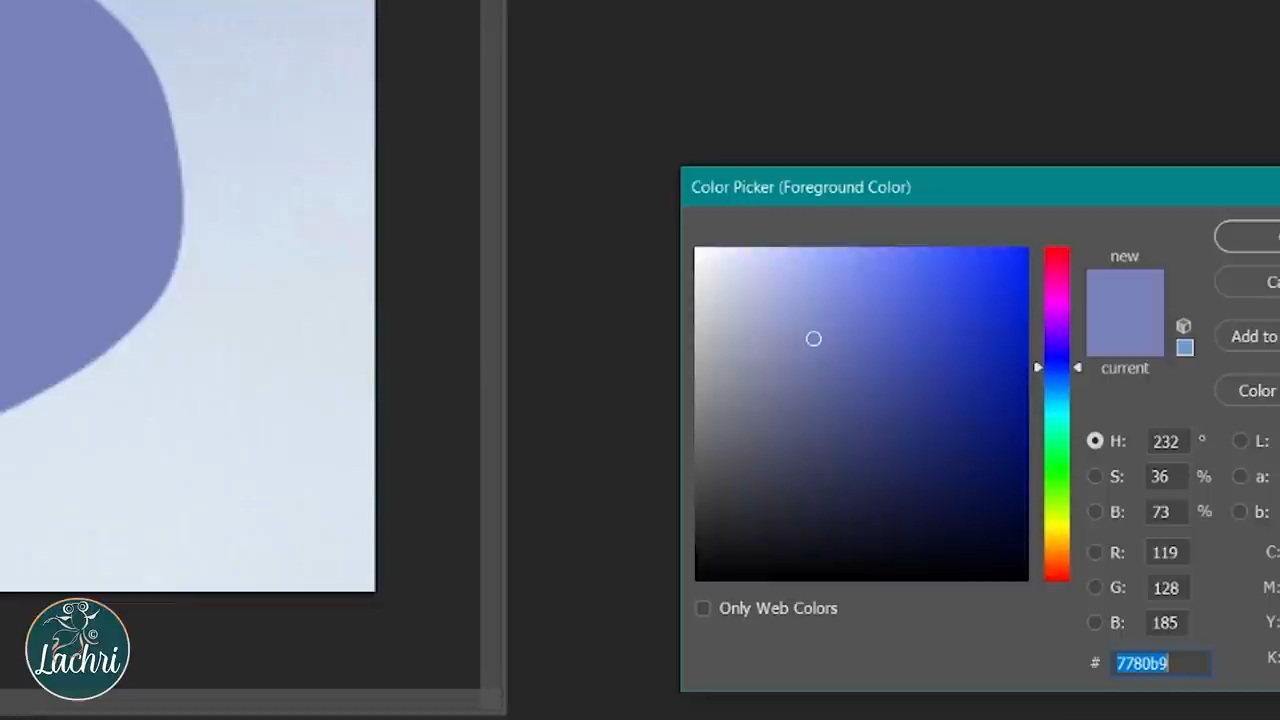 Color Picker (Foreground Color)
new
current
Add to
Color
H: 232 ° L:
S: 36 % a:
B: 73 % b:
R: 119 C:
G: 128 M:
B: 185 Y:
# 7780b9 K:
Only Web Colors
©
Lachri